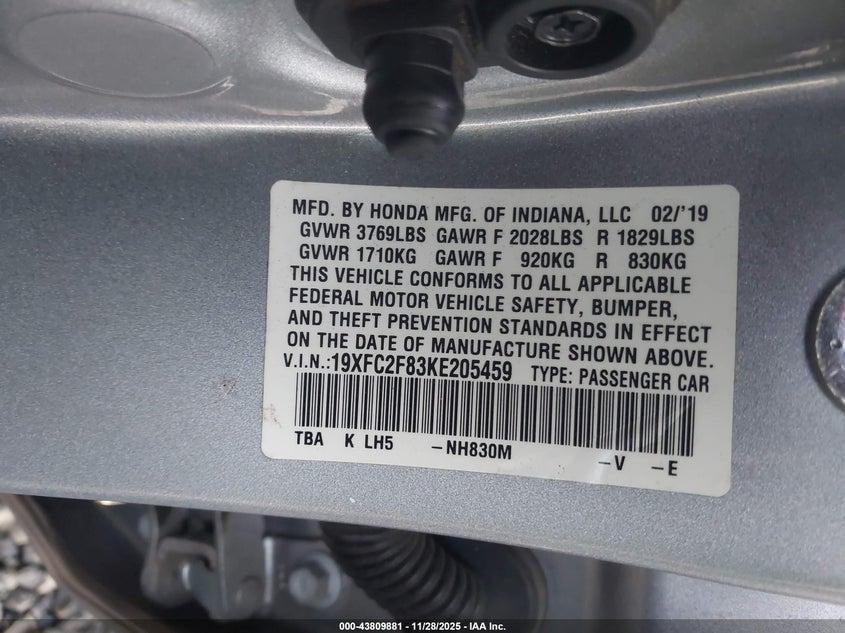 MFD. BY HONDA MFG. OF INDIANA, LLC 02/'19
GVWR 3769LBS GAWR F 2028LBS R 1829LBS
GVWR 1710KG GAWR F 920KG R 830KG
THIS VEHICLE CONFORMS TO ALL APPLICABLE
FEDERAL MOTOR VEHICLE SAFETY, BUMPER,
AND THEFT PREVENTION STANDARDS IN EFFECT
ON THE DATE OF MANUFACTURE SHOWN ABOVE.
V.I.N.:19XFC2F83KE205459 TYPE: PASSENGER CAR
TBA K LH5 -NH830M -V -E
000-43809881 | 11/28/2025 - IAA Inc.